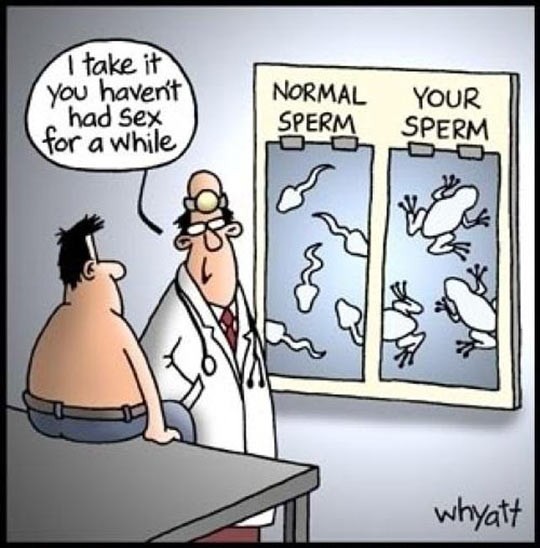 I take it
you haven't
had sex
for a while
NORMAL
SPERM
YOUR
SPERM
whyatt